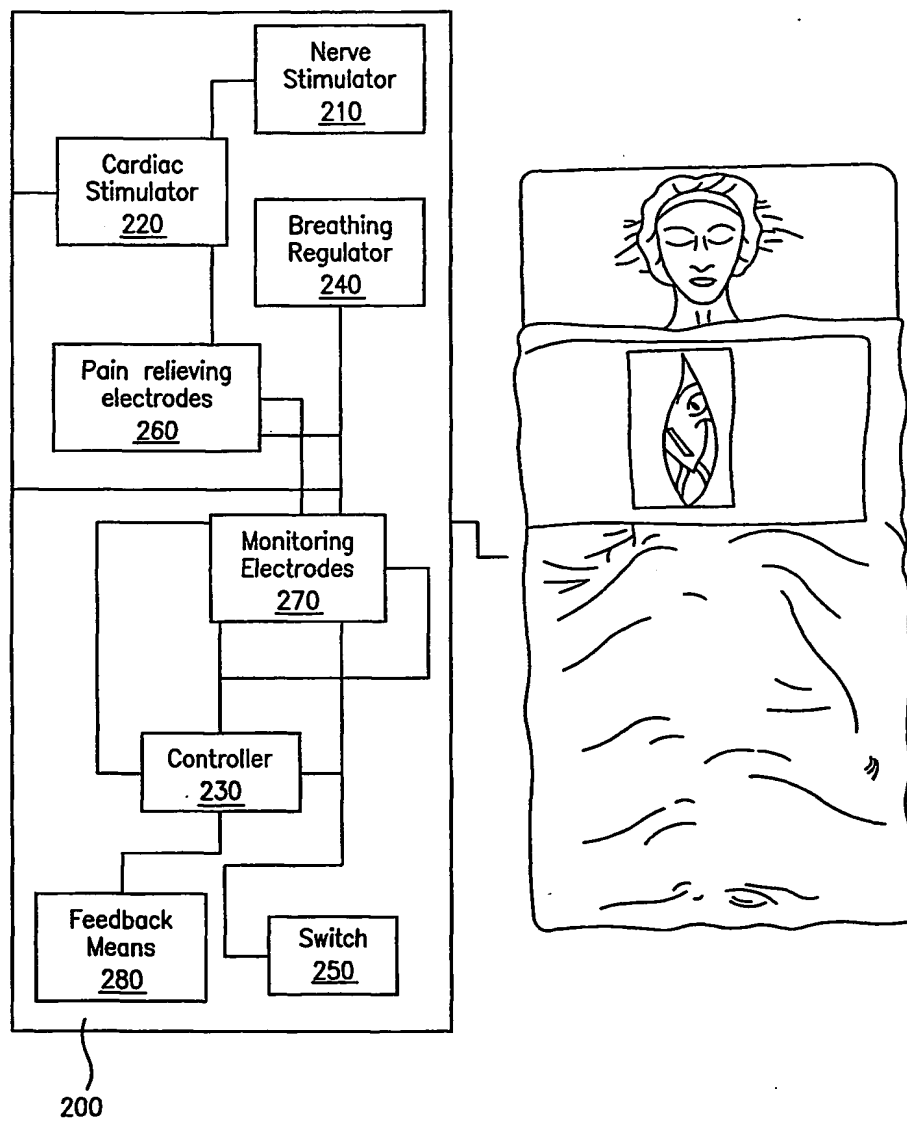 Nerve
Stimulator
210
Cardiac
Stimulator
220
Breathing
Regulator
240
Pain relieving
electrodes
260
Monitoring
Electrodes
270
Controller
230
Feedback
Means
280
Switch
250
200